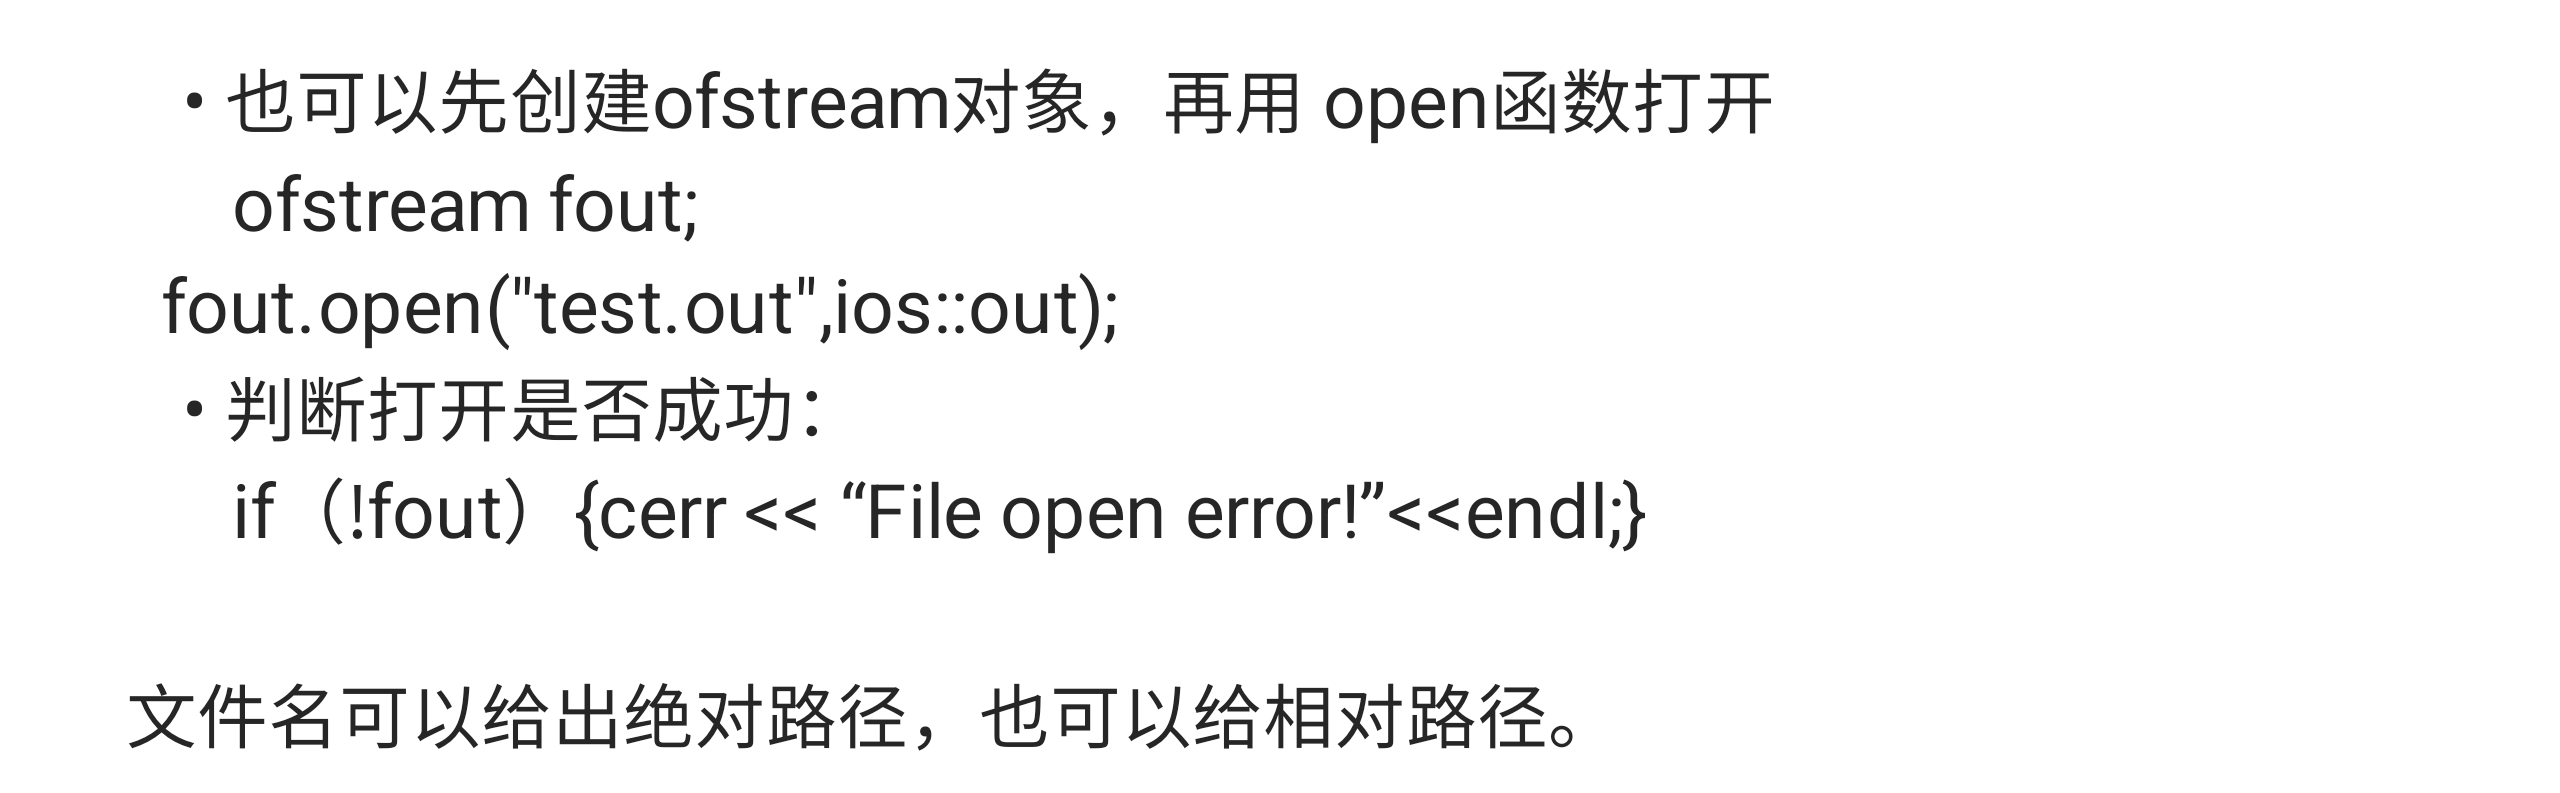 • 也可以先创建ofstream对象，再用 open函数打开
ofstream fout;
fout.open("test.out",ios::out);
• 判断打开是否成功：
if（!fout）{cerr << “File open error!”<<endl;}
文件名可以给出绝对路径，也可以给相对路径。